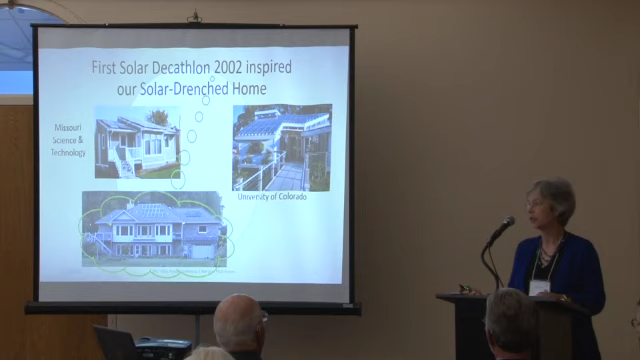 First Solar Decathlon 2002 inspired
our Solar-Drenched Home
Missouri
Science &
Technology
University of Colorado